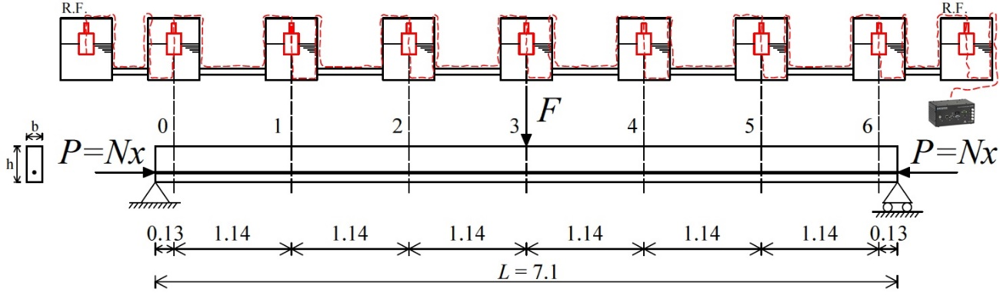 R.F. R.F.
0 1 2 3 F 4 5 6
b
h P=Nx P=Nx
0.13 1.14 1.14 1.14 1.14 1.14 1.14 0.13
L = 7.1